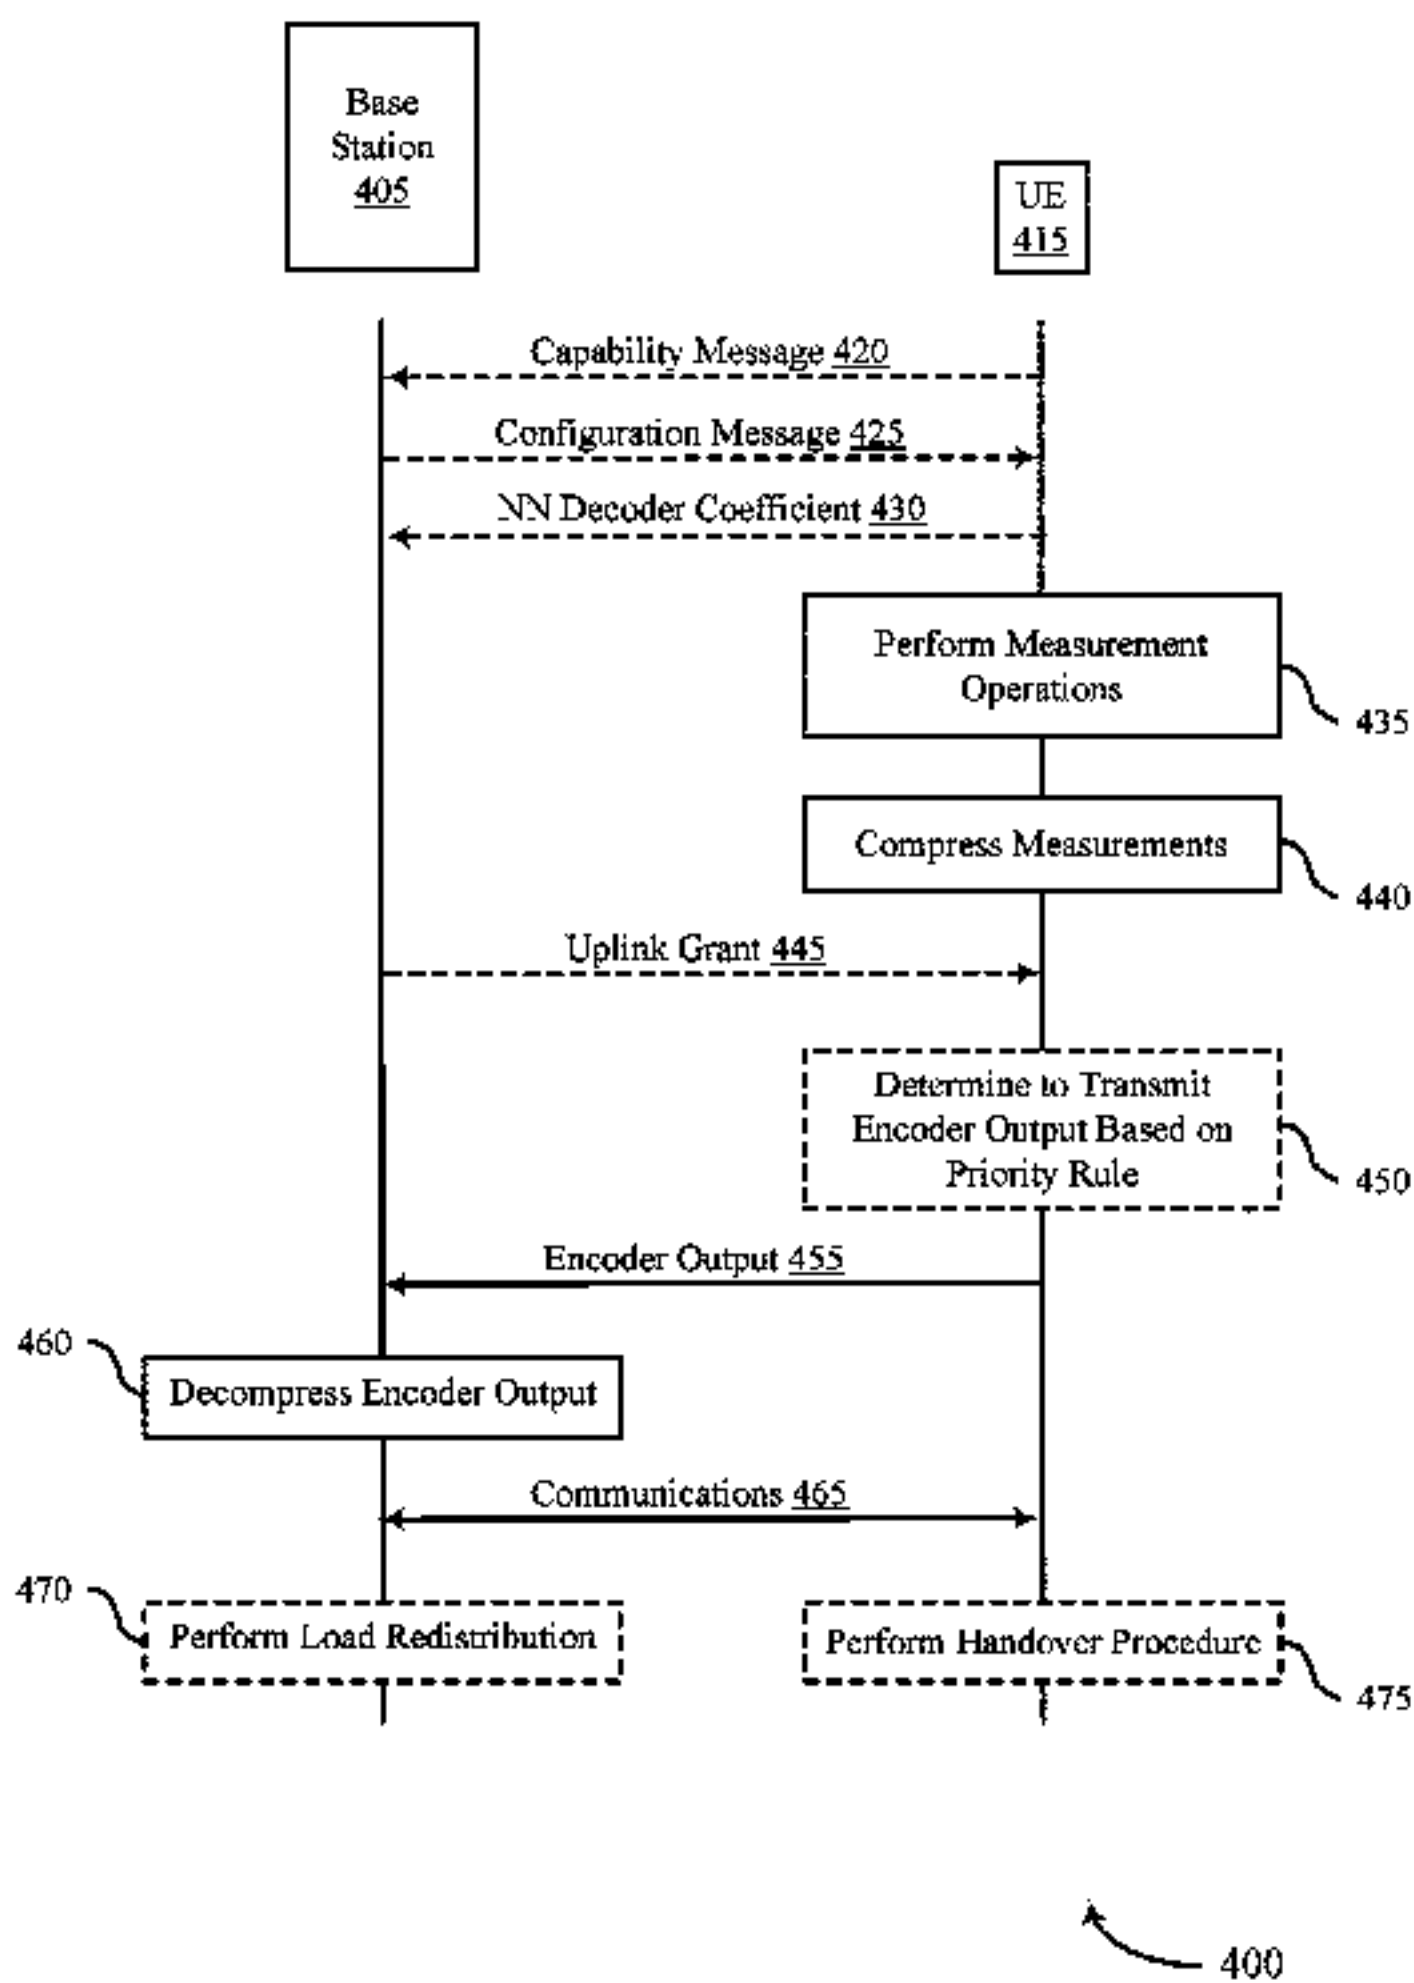 Base
Station
405
UE
415
Capability Message 420
Configuration Message 425
NN Decoder Coefficient 430
Perform Measurement
Operations
435
Compress Measurements
440
Uplink Grant 445
Determine to Transmit
Encoder Output Based on
Priority Rule
450
Encoder Output 455
460
Decompress Encoder Output
Communications 465
470
Perform Load Redistribution
Perform Handover Procedure
475
400